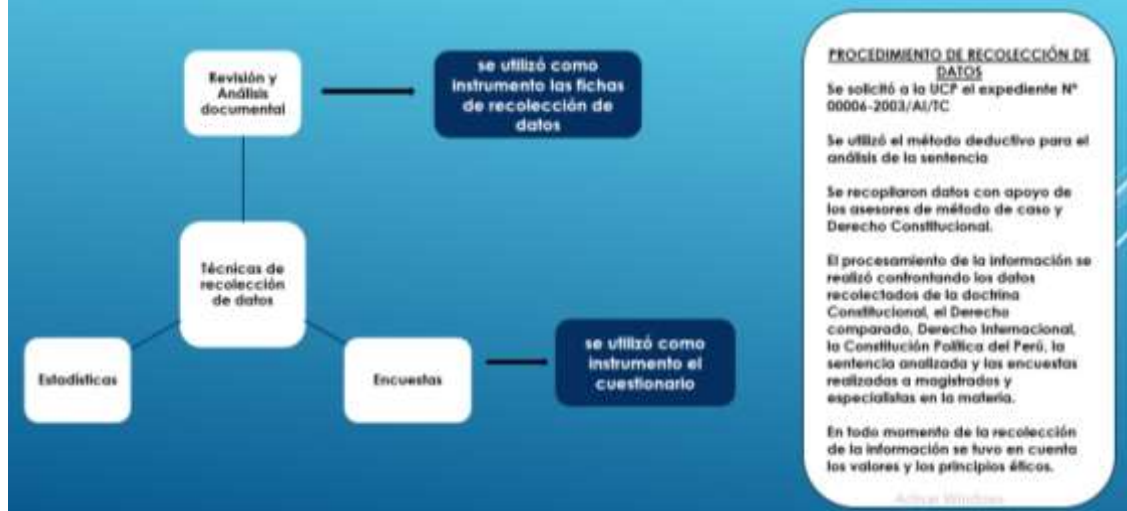 Revisión y
Análisis
documental
se utilizó como
instrumento las fichas
de recolección de
datos
Técnicas de
recolección
de datos
Estadísticas
Encuestas
se utilizó como
instrumento el
cuestionario
PROCEDIMIENTO DE RECOLECCIÓN DE
DATOS
Se solicitó a la UCP el expediente N°
00006-2003/AI/TC
Se utilizó el método deductivo para el
análisis de la sentencia
Se recopilaron datos con apoyo de
los asesores de método de caso y
Derecho Constitucional.
El procesamiento de la información se
realizó confrontando los datos
recolectados de la doctrina
Constitucional, el Derecho
comparado, Derecho Internacional,
la Constitución Política del Perú, la
sentencia analizada y las encuestas
realizadas a magistrados y
especialistas en la materia.
En todo momento de la recolección
de la información se tuvo en cuenta
los valores y los principios éticos.
Activar Windows